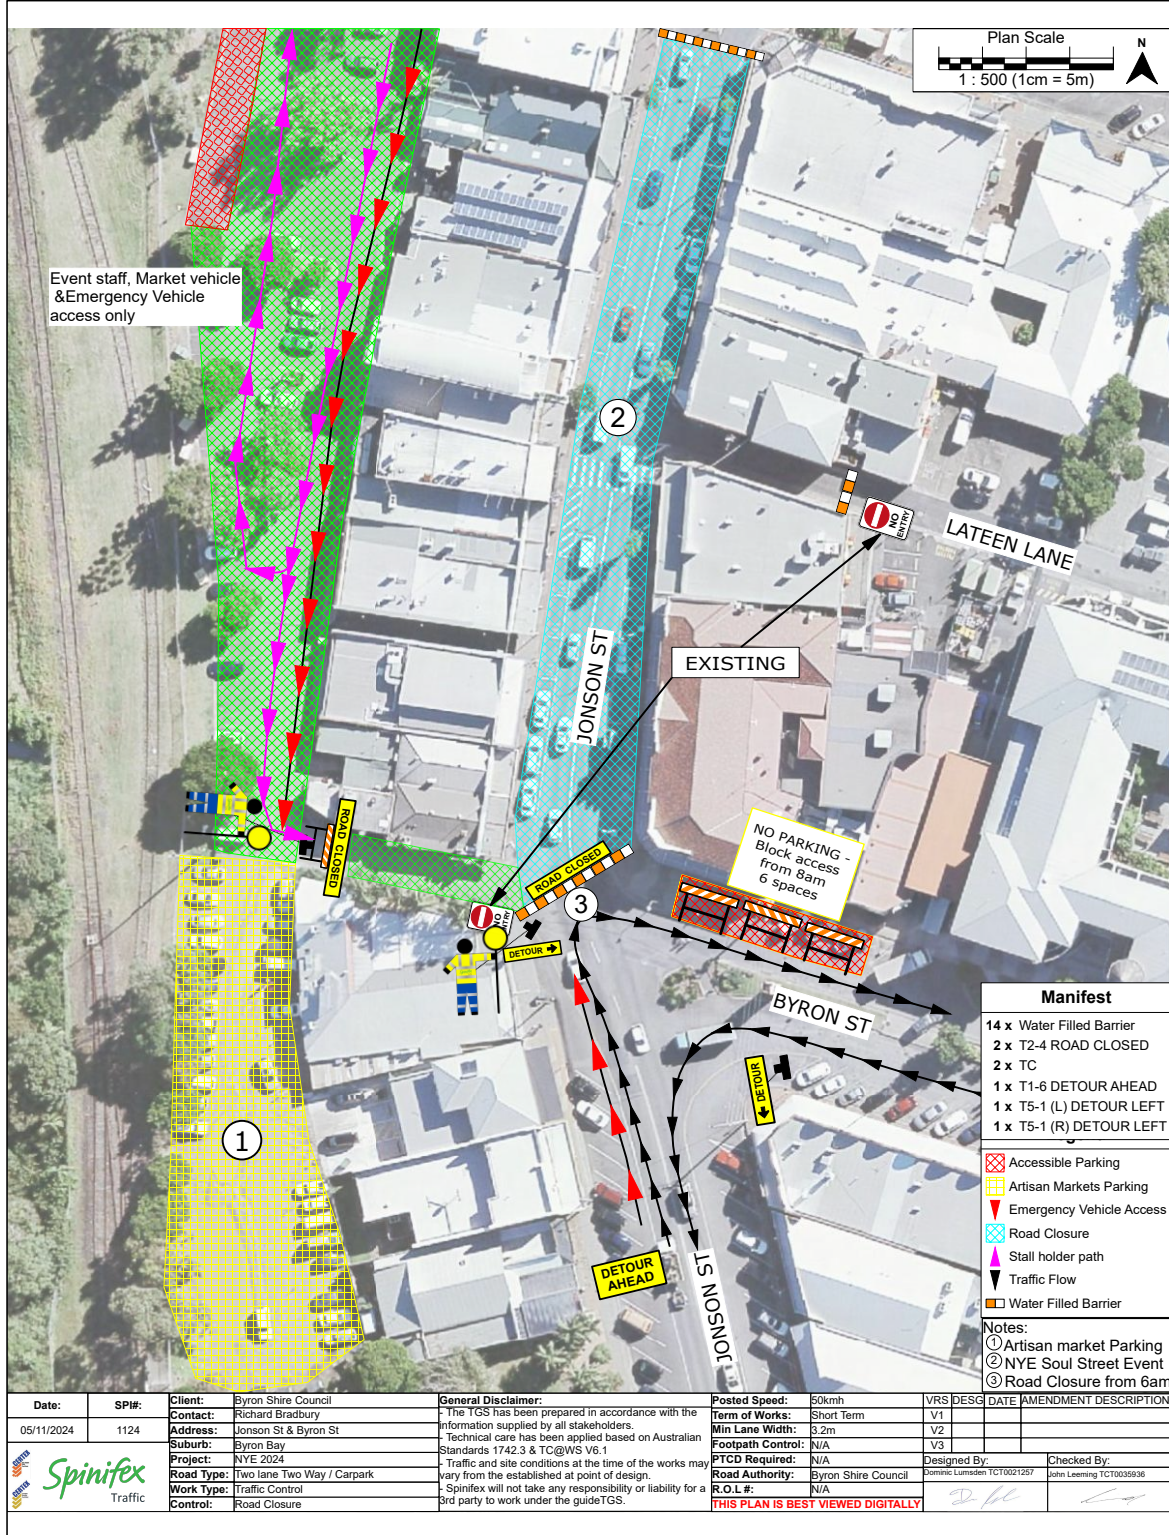 Plan Scale
1 : 500 (1cm = 5m)
N
Event staff, Market vehicle
&Emergency Vehicle
access only
2
NO
ENTRY
LATEEN LANE
EXISTING
JONSON ST
ROAD CLOSED
NO PARKING -
Block access
from 8am
6 spaces
ROAD CLOSED
3
NO
ENTRY
DETOUR
BYRON ST
DETOUR
1
DETOUR
AHEAD
JONSON ST
Manifest
14 x Water Filled Barrier
2 x T2-4 ROAD CLOSED
2 x TC
1 x T1-6 DETOUR AHEAD
1 x T5-1 (L) DETOUR LEFT
1 x T5-1 (R) DETOUR LEFT
Accessible Parking
Artisan Markets Parking
Emergency Vehicle Access
Road Closure
Stall holder path
Traffic Flow
Water Filled Barrier
Notes:
1 Artisan market Parking
2 NYE Soul Street Event
3 Road Closure from 6am
Date: SPI#:
05/11/2024 1124
Spinifex
Traffic
Client: Byron Shire Council
Contact: Richard Bradbury
Address: Jonson St & Byron St
Suburb: Byron Bay
Project: NYE 2024
Road Type: Two lane Two Way / Carpark
Work Type: Traffic Control
Control: Road Closure
General Disclaimer:
- The TGS has been prepared in accordance with the
information supplied by all stakeholders.
- Technical care has been applied based on Australian
Standards 1742.3 & TC@WS V6.1
- Traffic and site conditions at the time of the works may
vary from the established at point of design.
- Spinifex will not take any responsibility or liability for a
3rd party to work under the guideTGS.
Posted Speed: 50kmh
Term of Works: Short Term
Min Lane Width: 3.2m
Footpath Control: N/A
PTCD Required: N/A
Road Authority: Byron Shire Council
R.O.L #: N/A
THIS PLAN IS BEST VIEWED DIGITALLY
VRS DESG DATE AMENDMENT DESCRIPTION
V1
V2
V3
Designed By: Checked By:
Dominic Lumsden TCT0021257 John Leeming TCT0035936